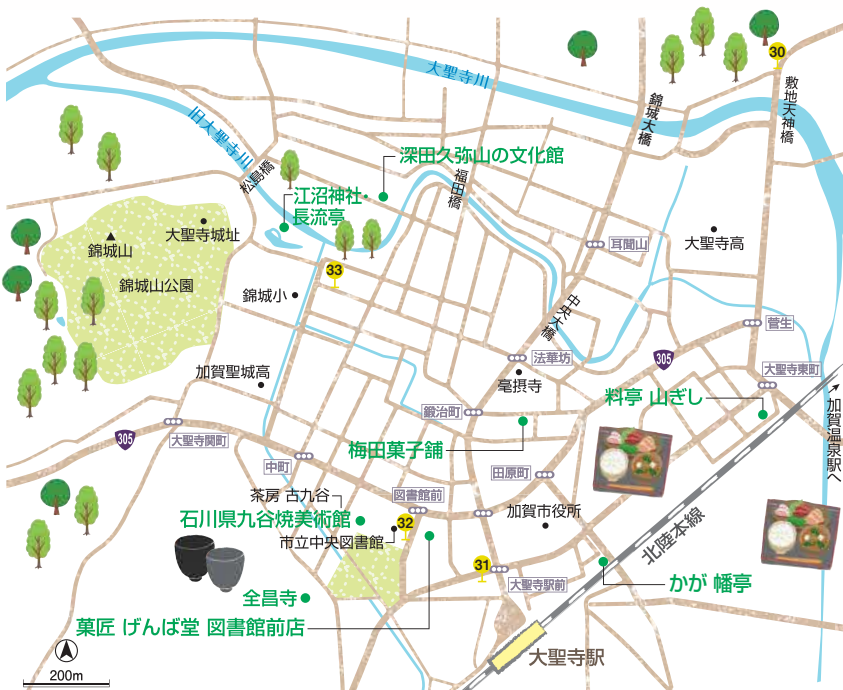 30
敷地天神橋
大聖寺川
錦城大橋
旧大聖寺川
松島橋
深田久弥山の文化館
福田橋
江沼神社・
長流亭
大聖寺城址
錦城山
錦城山公園
耳聞山
大聖寺高
33
錦城小
中央大橋
菅生
法華坊
305
大聖寺東町
加賀聖城高
毫摂寺
料亭 山ぎし
加賀温泉駅へ
鍛治町
305
大聖寺関町
梅田菓子舗
中町
田原町
茶房 古九谷
図書館前
石川県九谷焼美術館
32
加賀市役所
市立中央図書館
北陸本線
31
大聖寺駅前
かが 幡亭
全昌寺
菓匠 げんば堂 図書館前店
大聖寺駅
200m